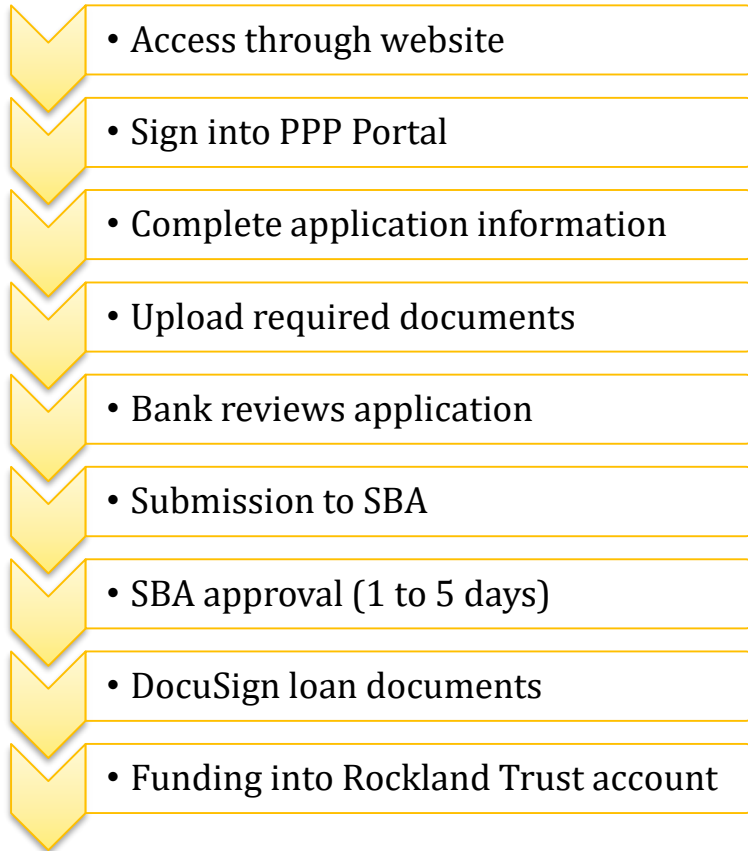 • Access through website
• Sign into PPP Portal
• Complete application information
• Upload required documents
• Bank reviews application
• Submission to SBA
• SBA approval (1 to 5 days)
• DocuSign loan documents
• Funding into Rockland Trust account